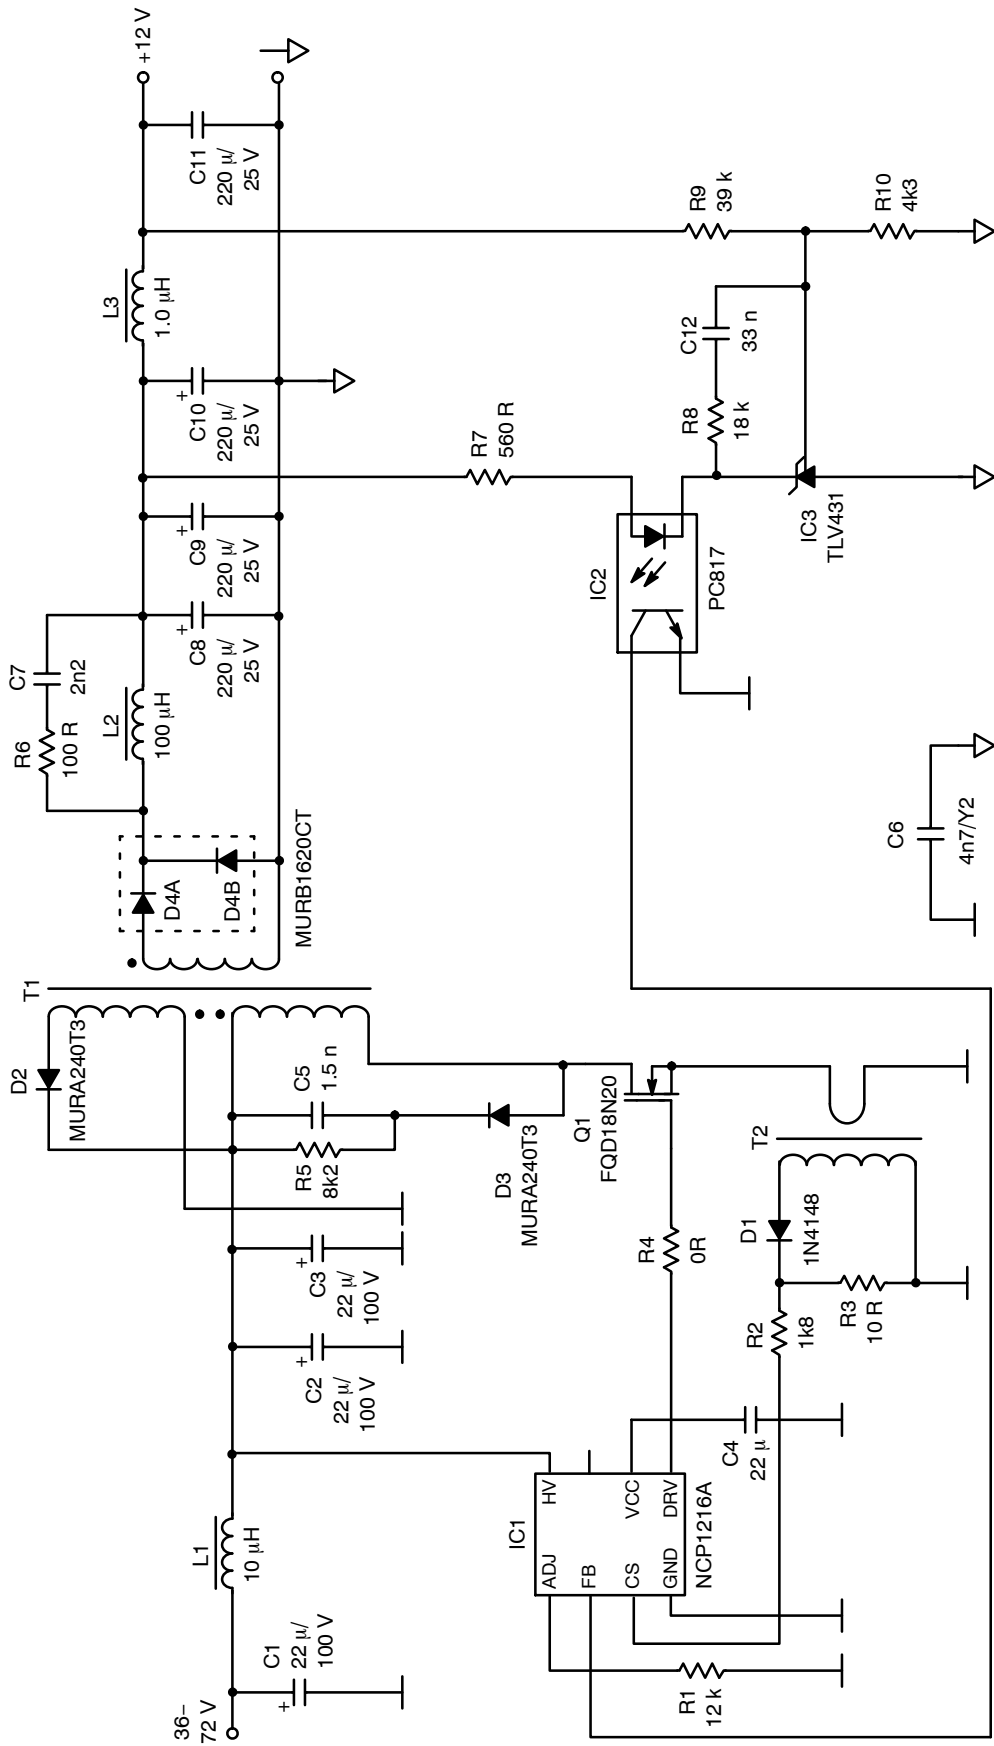 36–
72 V
C1
22 μ/
100 V
+
L1
10 μH
C2
22 μ/
100 V
+
C3
22 μ/
100 V
+
D2
MURA240T3
R5
8k2
C5
1.5 n
D3
MURA240T3
T1
D4A
D4B
MURB1620CT
R6
100 R
C7
2n2
L2
100 μH
C8
220 μ/
25 V
+
C9
220 μ/
25 V
+
C10
220 μ/
25 V
+
L3
1.0 μH
C11
220 μ/
25 V
+12 V
IC1
ADJ
HV
FB
CS
VCC
GND
DRV
NCP1216A
R1
12 k
C4
22 μ
R4
0R
Q1
FQD18N20
R2
1k8
D1
1N4148
R3
10 R
T2
C6
4n7/Y2
IC2
PC817
R7
560 R
R8
18 k
C12
33 n
IC3
TLV431
R9
39 k
R10
4k3